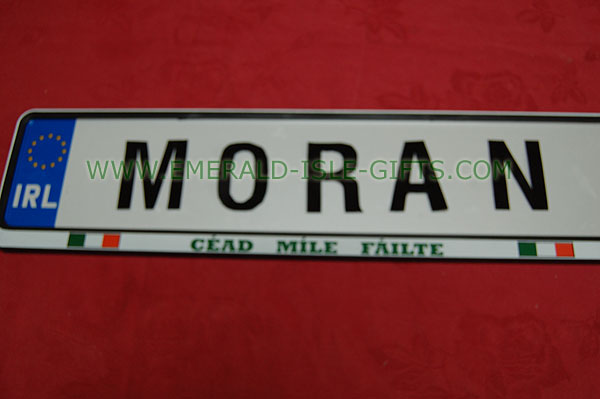 MORAN
WWW.EMERALD-ISLE-GIFTS.COM
IRL
CÉAD MÍLE FÁILTE